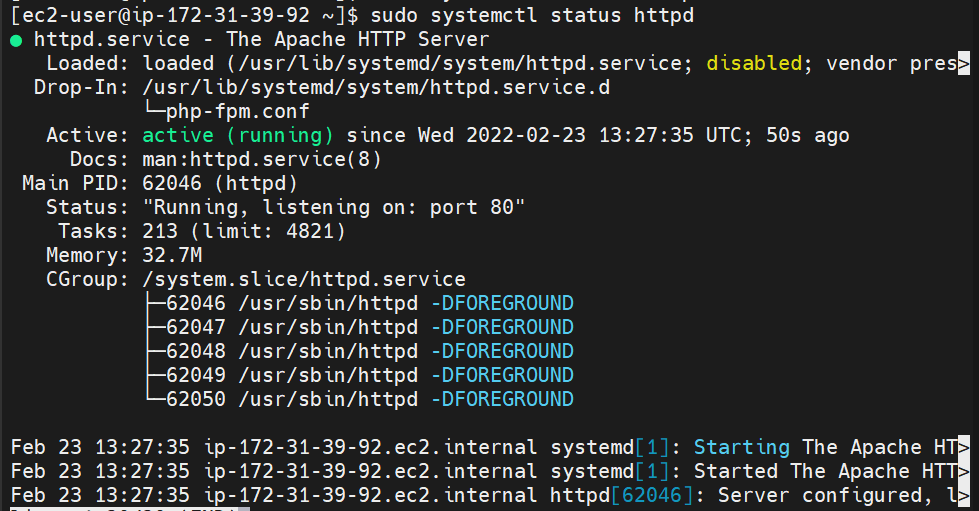 [ec2-user@ip-172-31-39-92 ~]$ sudo systemctl status httpd
● httpd.service - The Apache HTTP Server
   Loaded: loaded (/usr/lib/systemd/system/httpd.service; disabled; vendor pres>
  Drop-In: /usr/lib/systemd/system/httpd.service.d
           └─php-fpm.conf
   Active: active (running) since Wed 2022-02-23 13:27:35 UTC; 50s ago
     Docs: man:httpd.service(8)
 Main PID: 62046 (httpd)
   Status: "Running, listening on: port 80"
    Tasks: 213 (limit: 4821)
   Memory: 32.7M
   CGroup: /system.slice/httpd.service
           ├─62046 /usr/sbin/httpd -DFOREGROUND
           ├─62047 /usr/sbin/httpd -DFOREGROUND
           ├─62048 /usr/sbin/httpd -DFOREGROUND
           ├─62049 /usr/sbin/httpd -DFOREGROUND
           └─62050 /usr/sbin/httpd -DFOREGROUND

Feb 23 13:27:35 ip-172-31-39-92.ec2.internal systemd[1]: Starting The Apache HT>
Feb 23 13:27:35 ip-172-31-39-92.ec2.internal systemd[1]: Started The Apache HTT>
Feb 23 13:27:35 ip-172-31-39-92.ec2.internal httpd[62046]: Server configured, l>